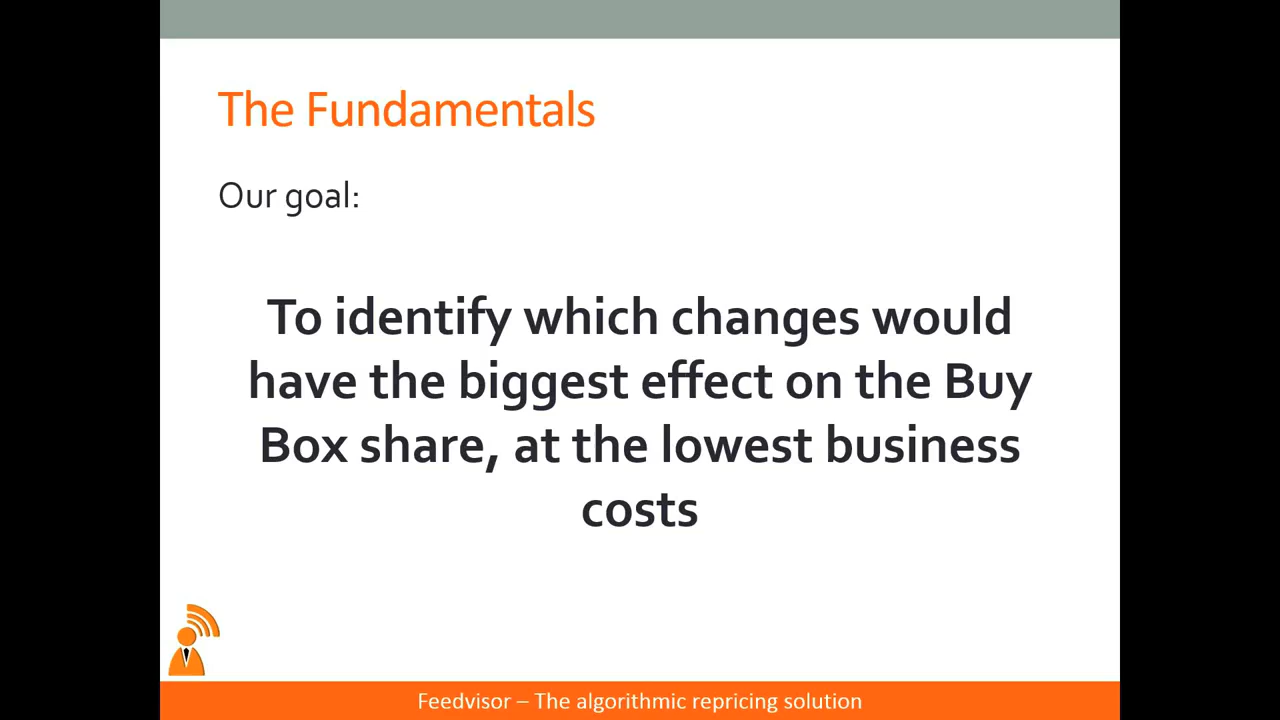 The Fundamentals
Our goal:
To identify which changes would
have the biggest effect on the Buy
Box share, at the lowest business
costs
Feedvisor – The algorithmic repricing solution